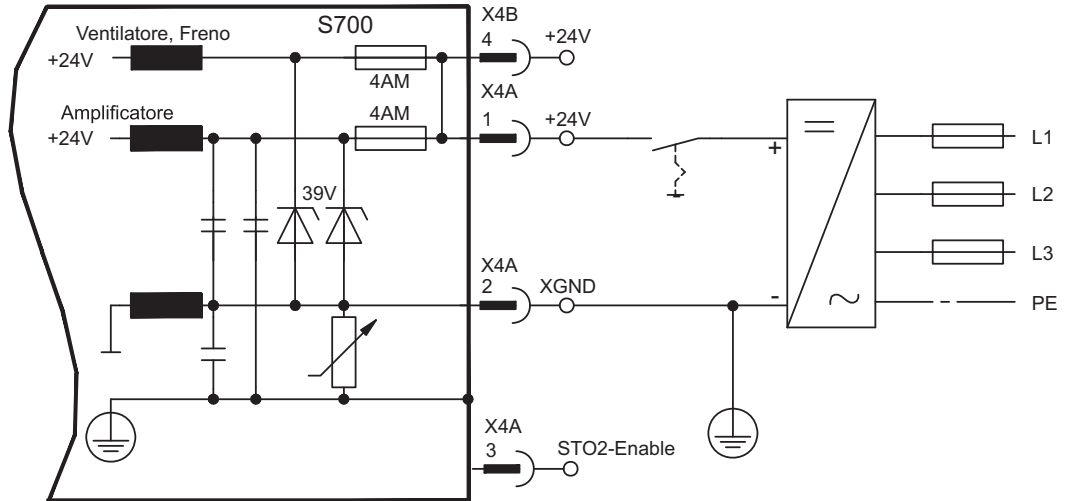 S700
Ventilatore, Freno
+24V
4AM
X4B
4
+24V
Amplificatore
+24V
4AM
X4A
1
+24V
+
L1
L2
L3
PE
39V
X4A
2
XGND
-
X4A
3
STO2-Enable